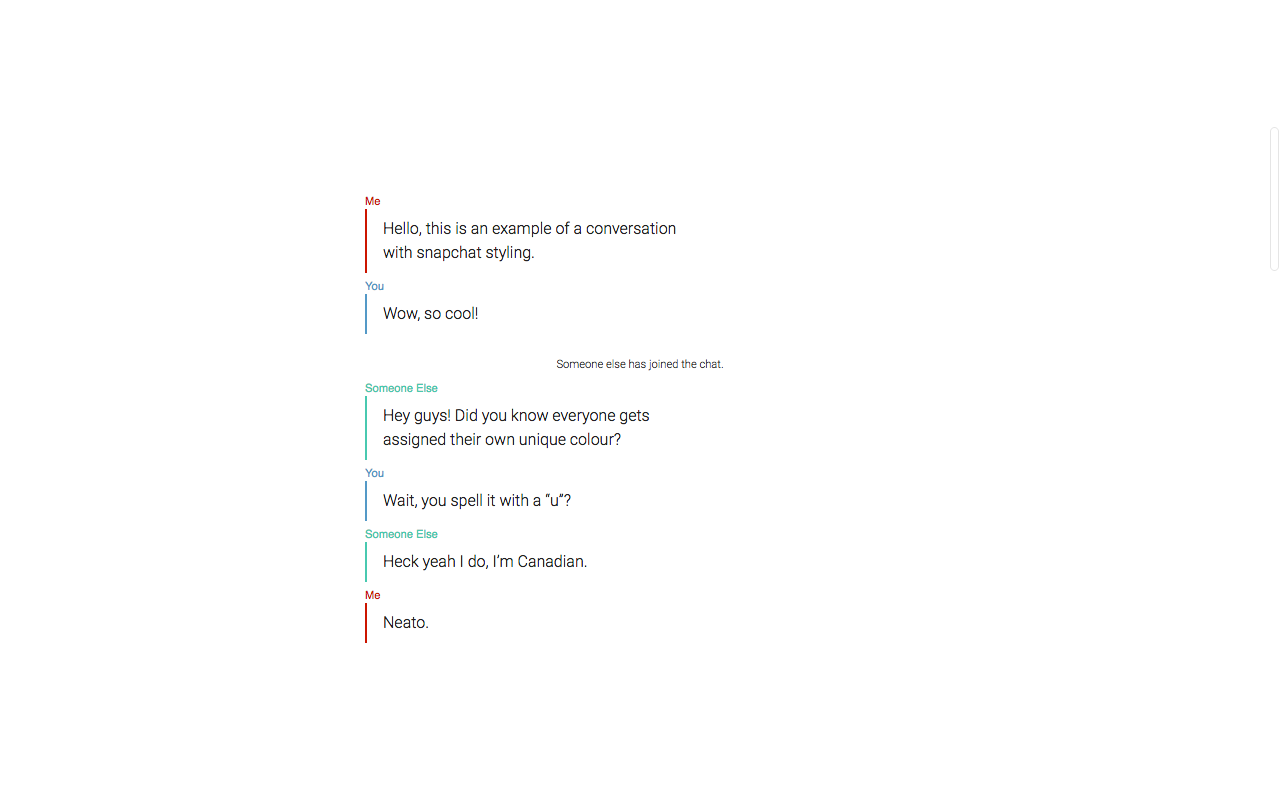 Me
Hello, this is an example of a conversation
with snapchat styling.
You
Wow, so cool!
Someone else has joined the chat.
Someone Else
Hey guys! Did you know everyone gets
assigned their own unique colour?
You
Wait, you spell it with a “u”?
Someone Else
Heck yeah I do, I’m Canadian.
Me
Neato.